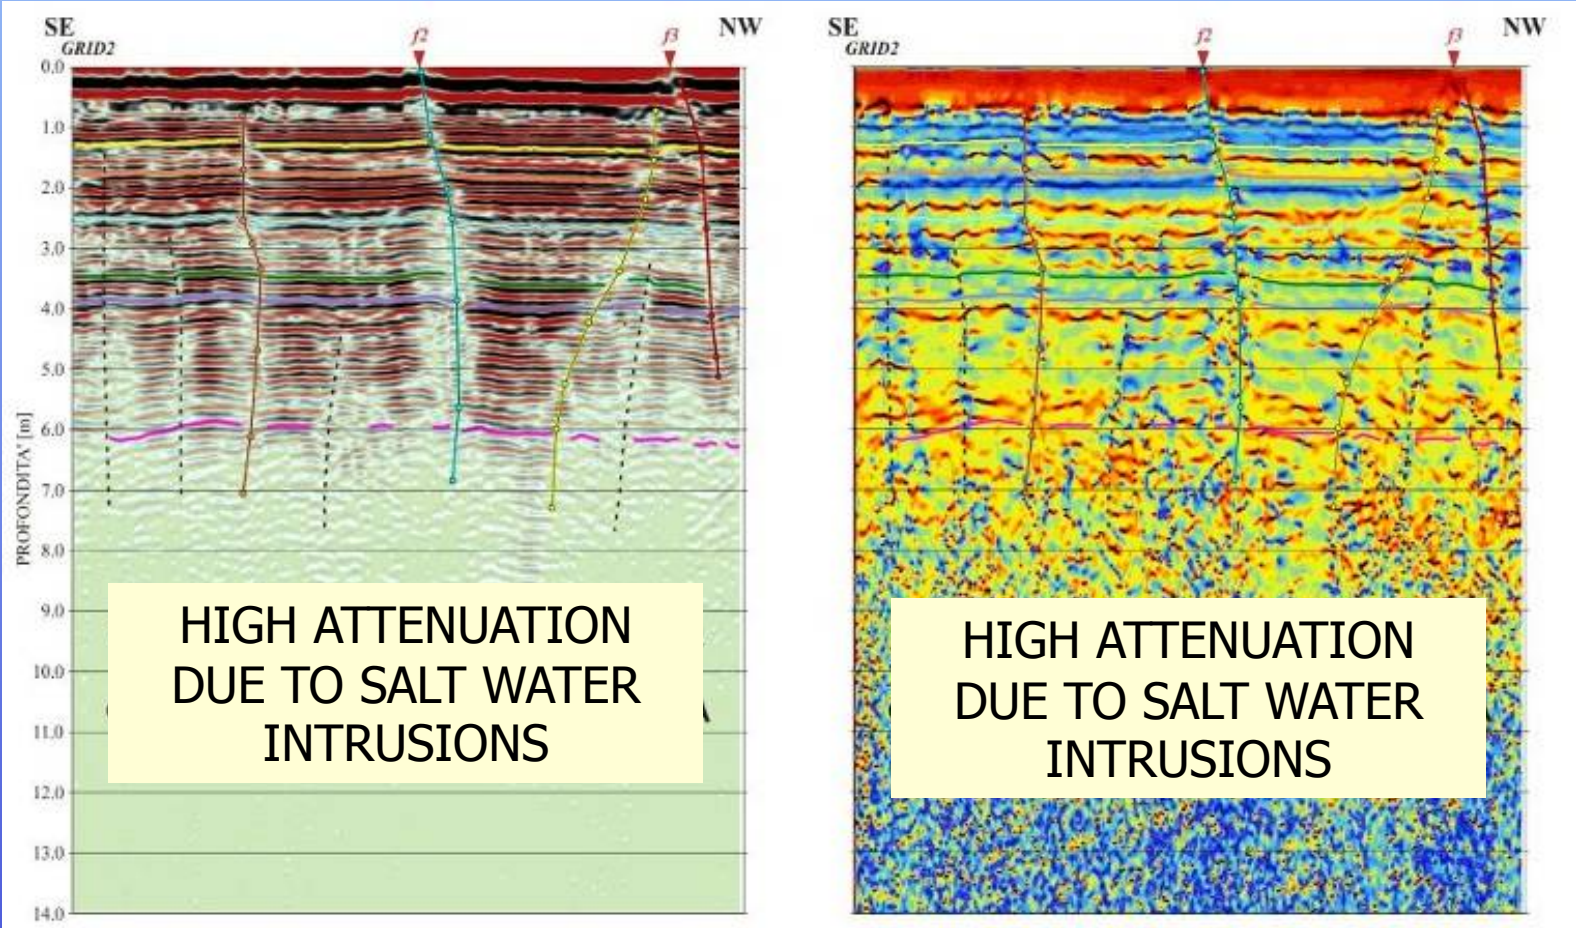 SE
GRID2
f2
f3
NW
0.0
1.0
2.0
3.0
4.0
5.0
6.0
7.0
8.0
9.0
10.0
11.0
12.0
13.0
14.0
PROFONDITA' [m]
HIGH ATTENUATION
DUE TO SALT WATER
INTRUSIONS
SE
GRID2
f2
f3
NW
HIGH ATTENUATION
DUE TO SALT WATER
INTRUSIONS